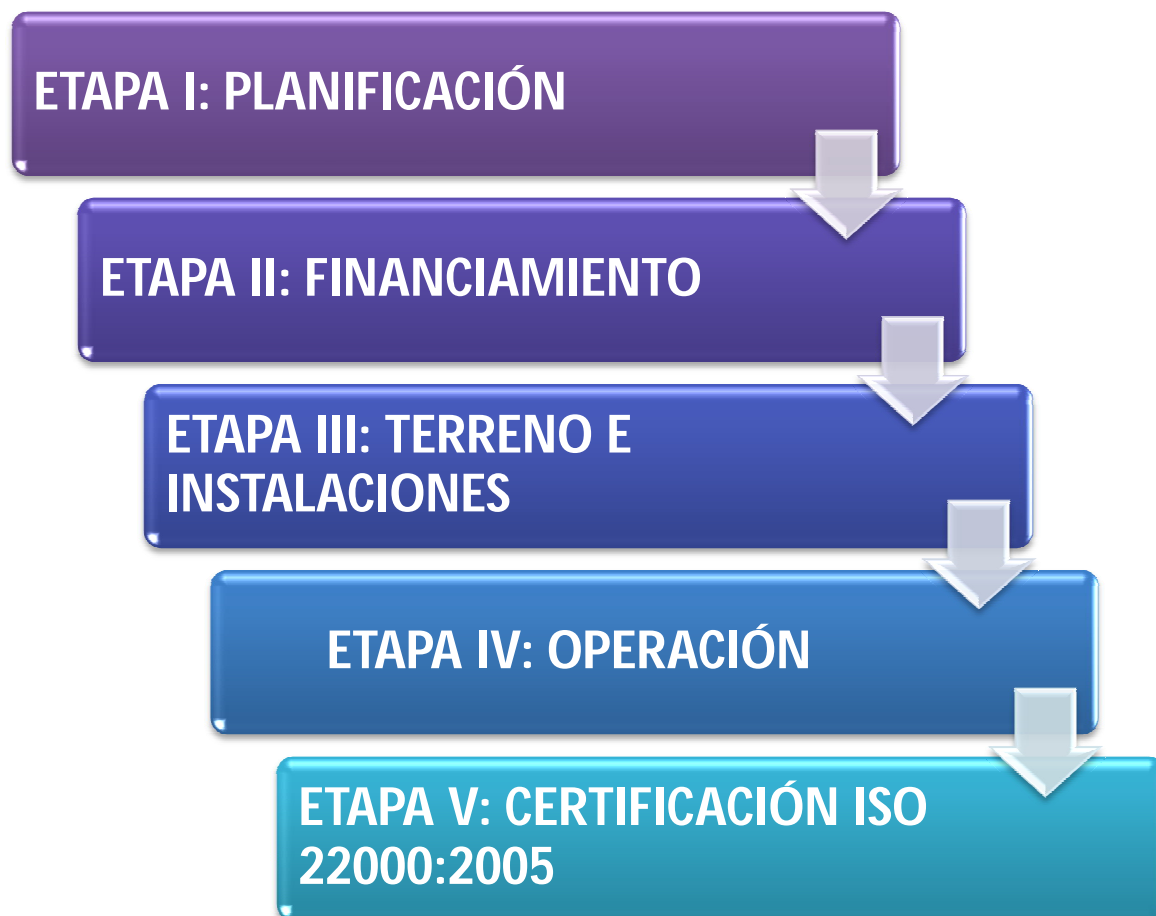 ETAPA I: PLANIFICACIÓN
ETAPA II: FINANCIAMIENTO
ETAPA III: TERRENO E
INSTALACIONES
ETAPA IV: OPERACIÓN
ETAPA V: CERTIFICACIÓN ISO
22000:2005